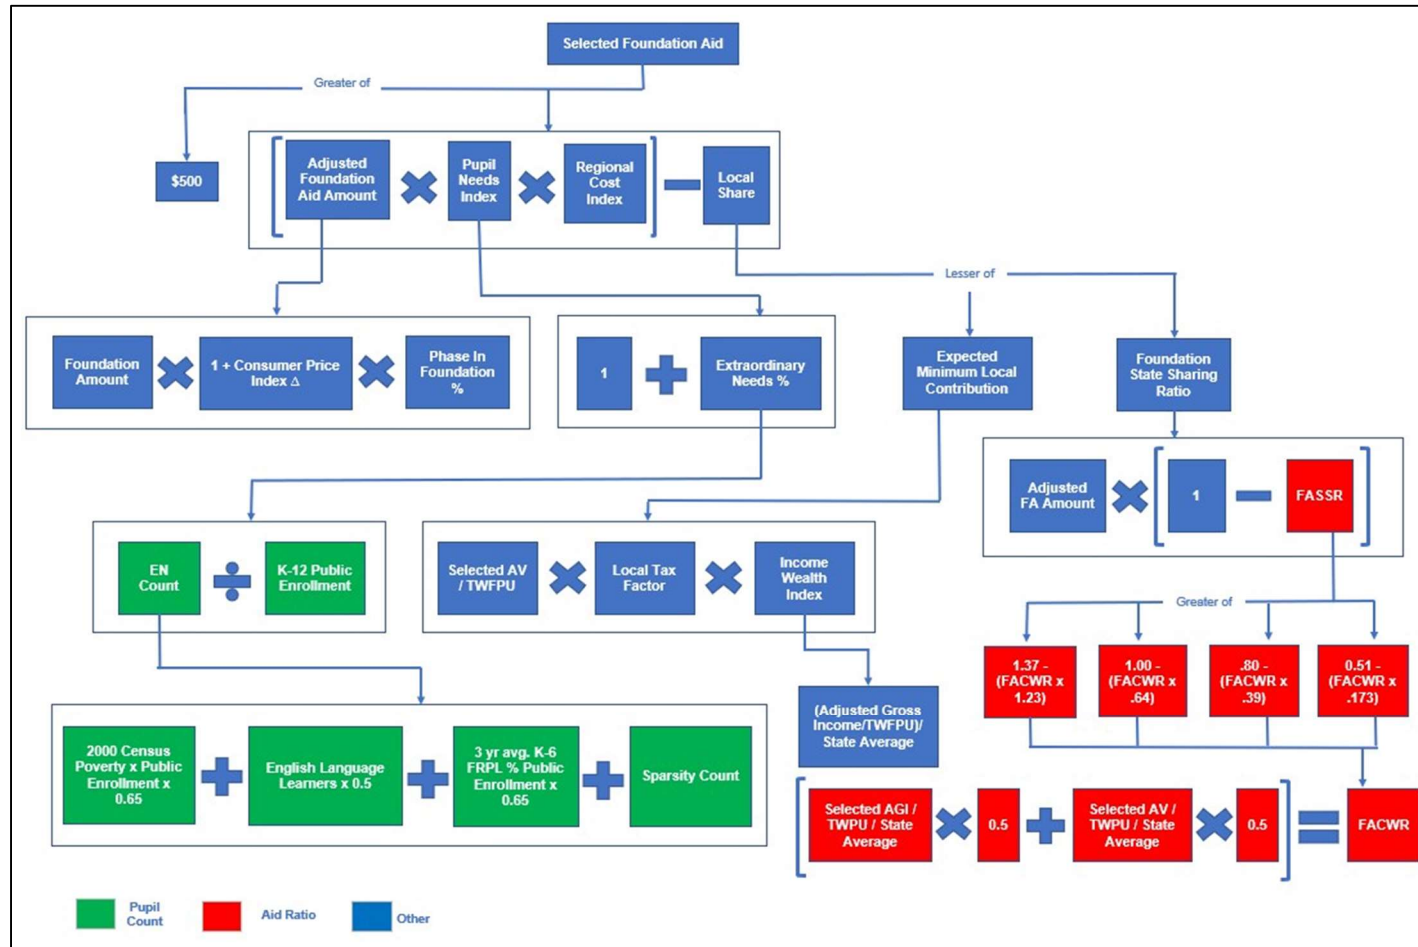 Selected Foundation Aid
Greater of
$500
Adjusted
Foundation
Aid Amount
Pupil
Needs
Index
Regional
Cost
Index
Local
Share
Lesser of
Foundation
Amount
1 + Consumer Price
Index Δ
Phase In
Foundation
%
1
Extraordinary
Needs %
Expected
Minimum Local
Contribution
Foundation
State Sharing
Ratio
Adjusted
FA Amount
1
FASSR
EN
Count
K-12 Public
Enrollment
Selected AV
/ TWFPU
Local Tax
Factor
Income
Wealth
Index
Greater of
1.37 -
(FACWR x
1.23)
1.00 -
(FACWR x
.64)
.80 -
(FACWR x
.39)
0.51 -
(FACWR x
.173)
(Adjusted Gross
Income/TWFPU)/
State Average
2000 Census
Poverty x Public
Enrollment x
0.65
English Language
Learners x 0.5
3 yr avg. K-6
FRPL % Public
Enrollment x
0.65
Sparsity Count
Selected AGI /
TWPU / State
Average
0.5
Selected AV /
TWPU / State
Average
0.5
FACWR
Pupil
Count
Aid Ratio
Other